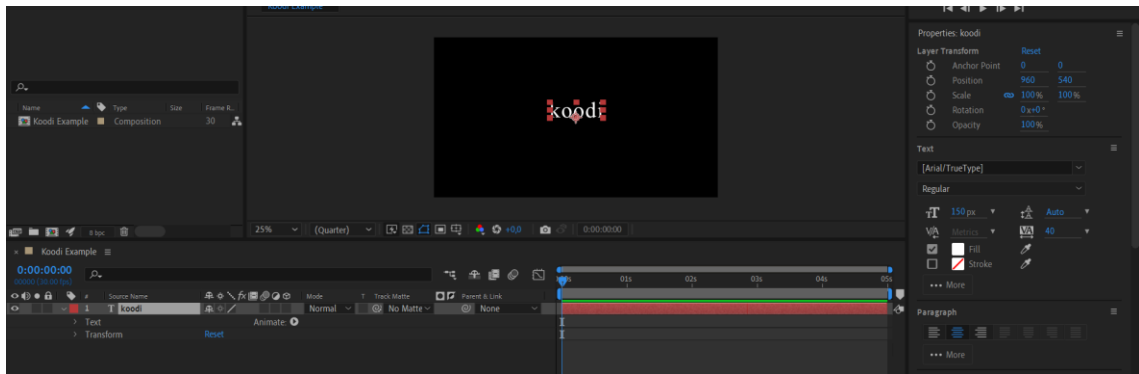 Koodi Example
Name
Type
Size
Frame R..
Koodi Example
Composition
30
8 bpc
koodi
25%
(Quarter)
+0,0
0:00:00:00
Properties: koodi
Layer Transform
Reset
Anchor Point
0
0
Position
960
540
Scale
100%
100%
Rotation
0x+0°
Opacity
100%
Text
[Arial/TrueType]
Regular
150 px
Auto
Metrics
40
Fill
Stroke
••• More
Paragraph
••• More
× Koodi Example
0:00:00:00
00000 (30.00 fps)
00s
01s
02s
03s
04s
05s
#
Source Name
Mode
T
Track Matte
Parent & Link
1
T
koodi
Normal
No Matte
None
Text
Animate:
Transform
Reset